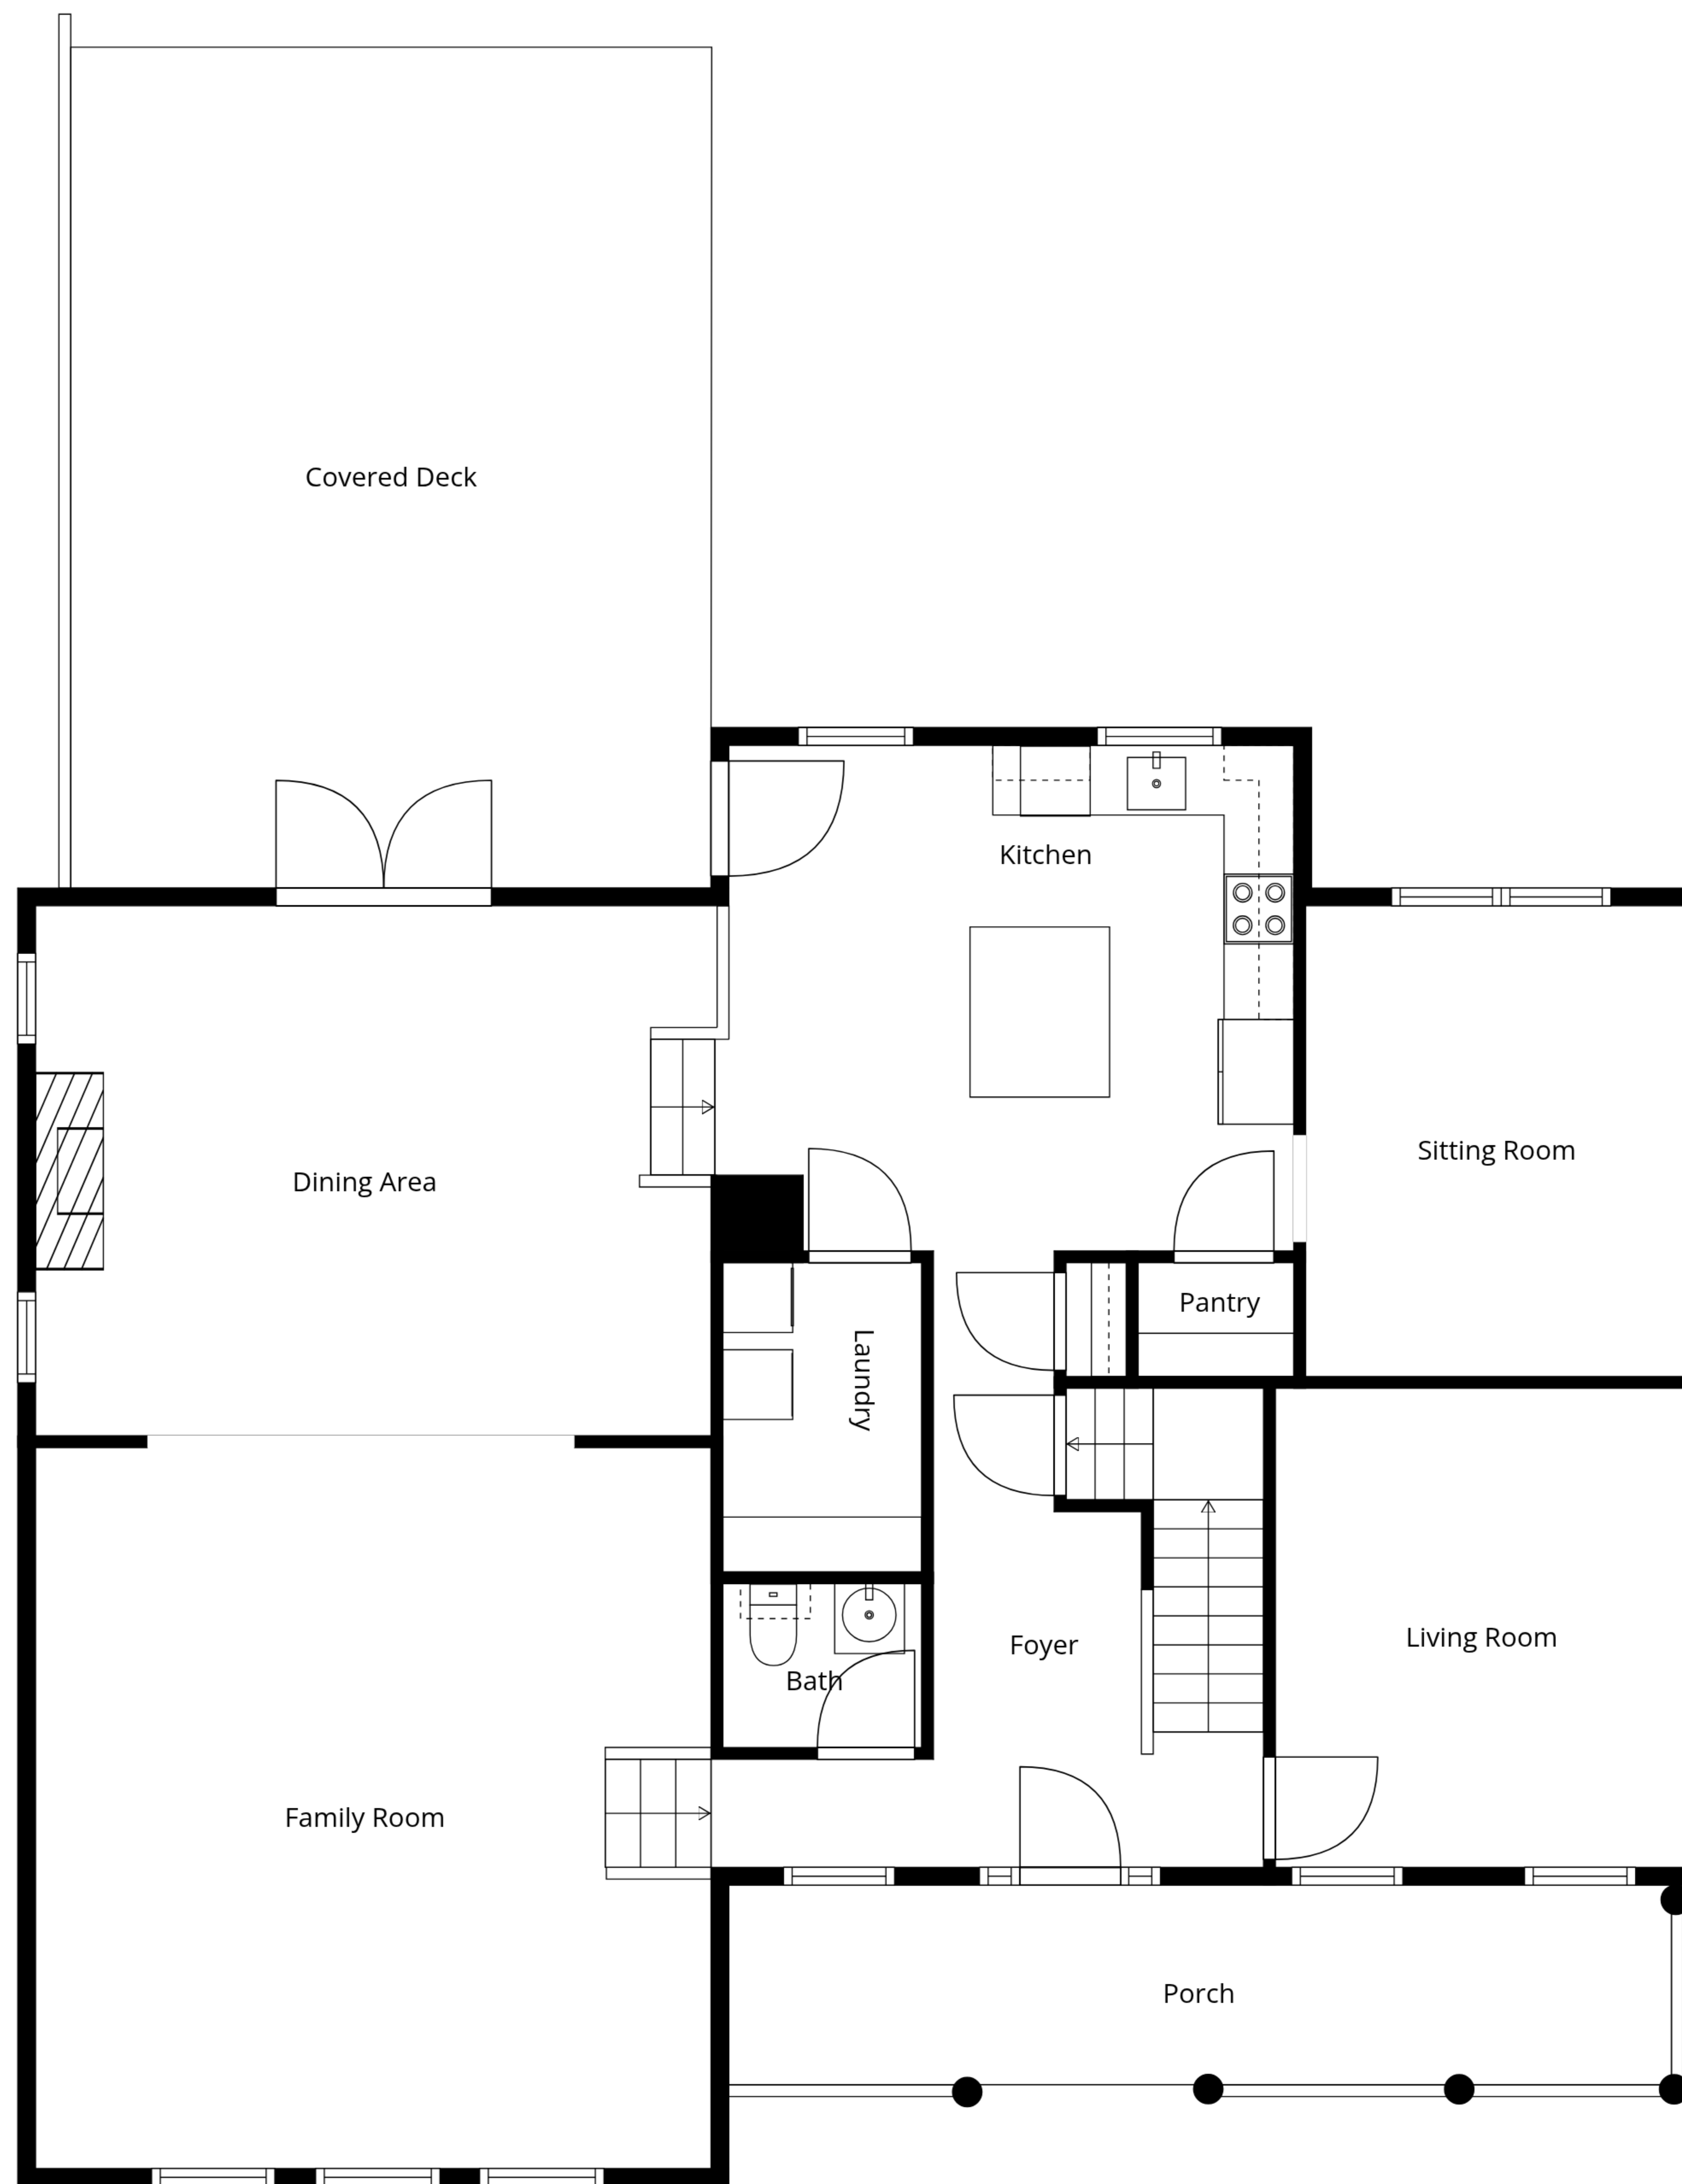 Covered Deck
Kitchen
Sitting Room
Dining Area
Pantry
Laundry
Living Room
Foyer
Bath
Family Room
Porch